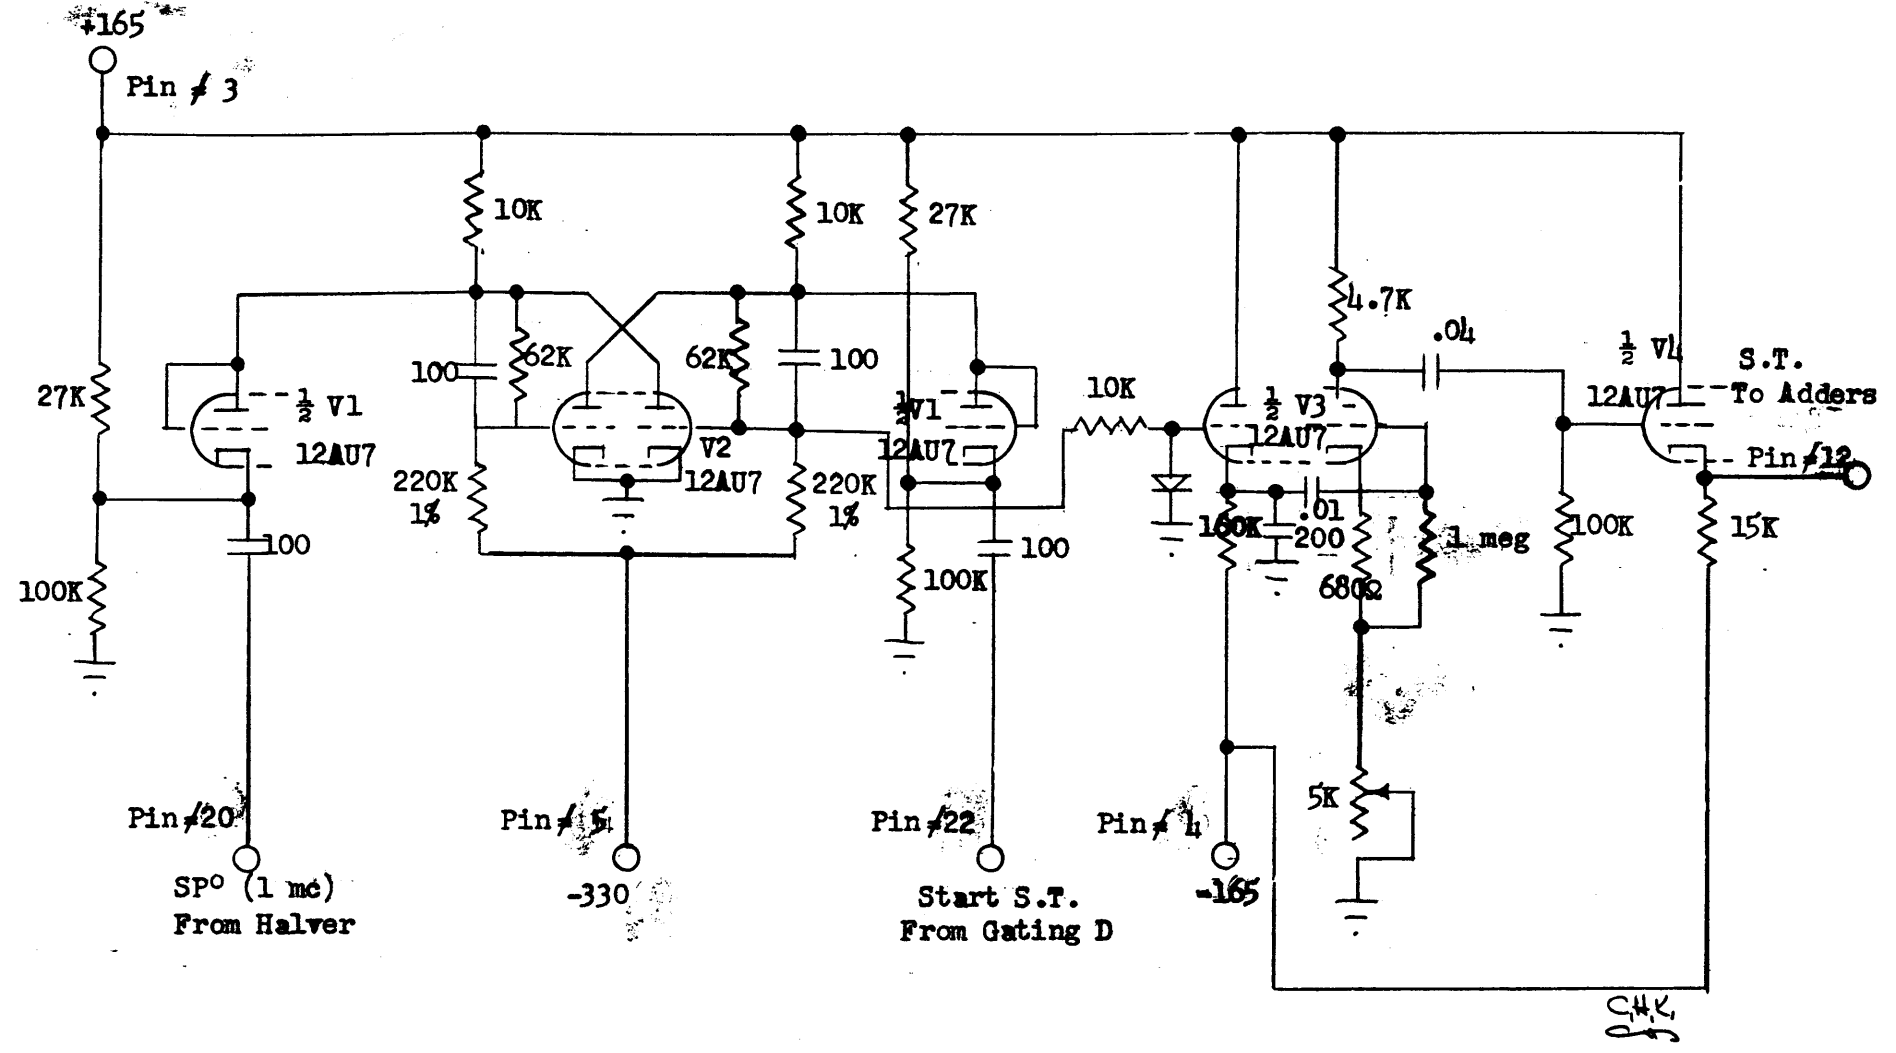 +165
Pin # 3
10K
10K
27K
4.7K
.04
½ V4
12AU7
S.T.
To Adders
Pin #12
27K
½ V1
12AU7
100
62K
62K
100
½ V1
12AU7
10K
½ V3
12AU7
V2
12AU7
220K
1%
220K
1%
100K
100
100K
100
.01
200
1 meg
680Ω
100K
15K
5K
Pin #20
SP⁰ (1 mc)
From Halver
Pin # 5
-330
Pin #22
Start S.T.
From Gating D
Pin # 4
-165
C.H.K.